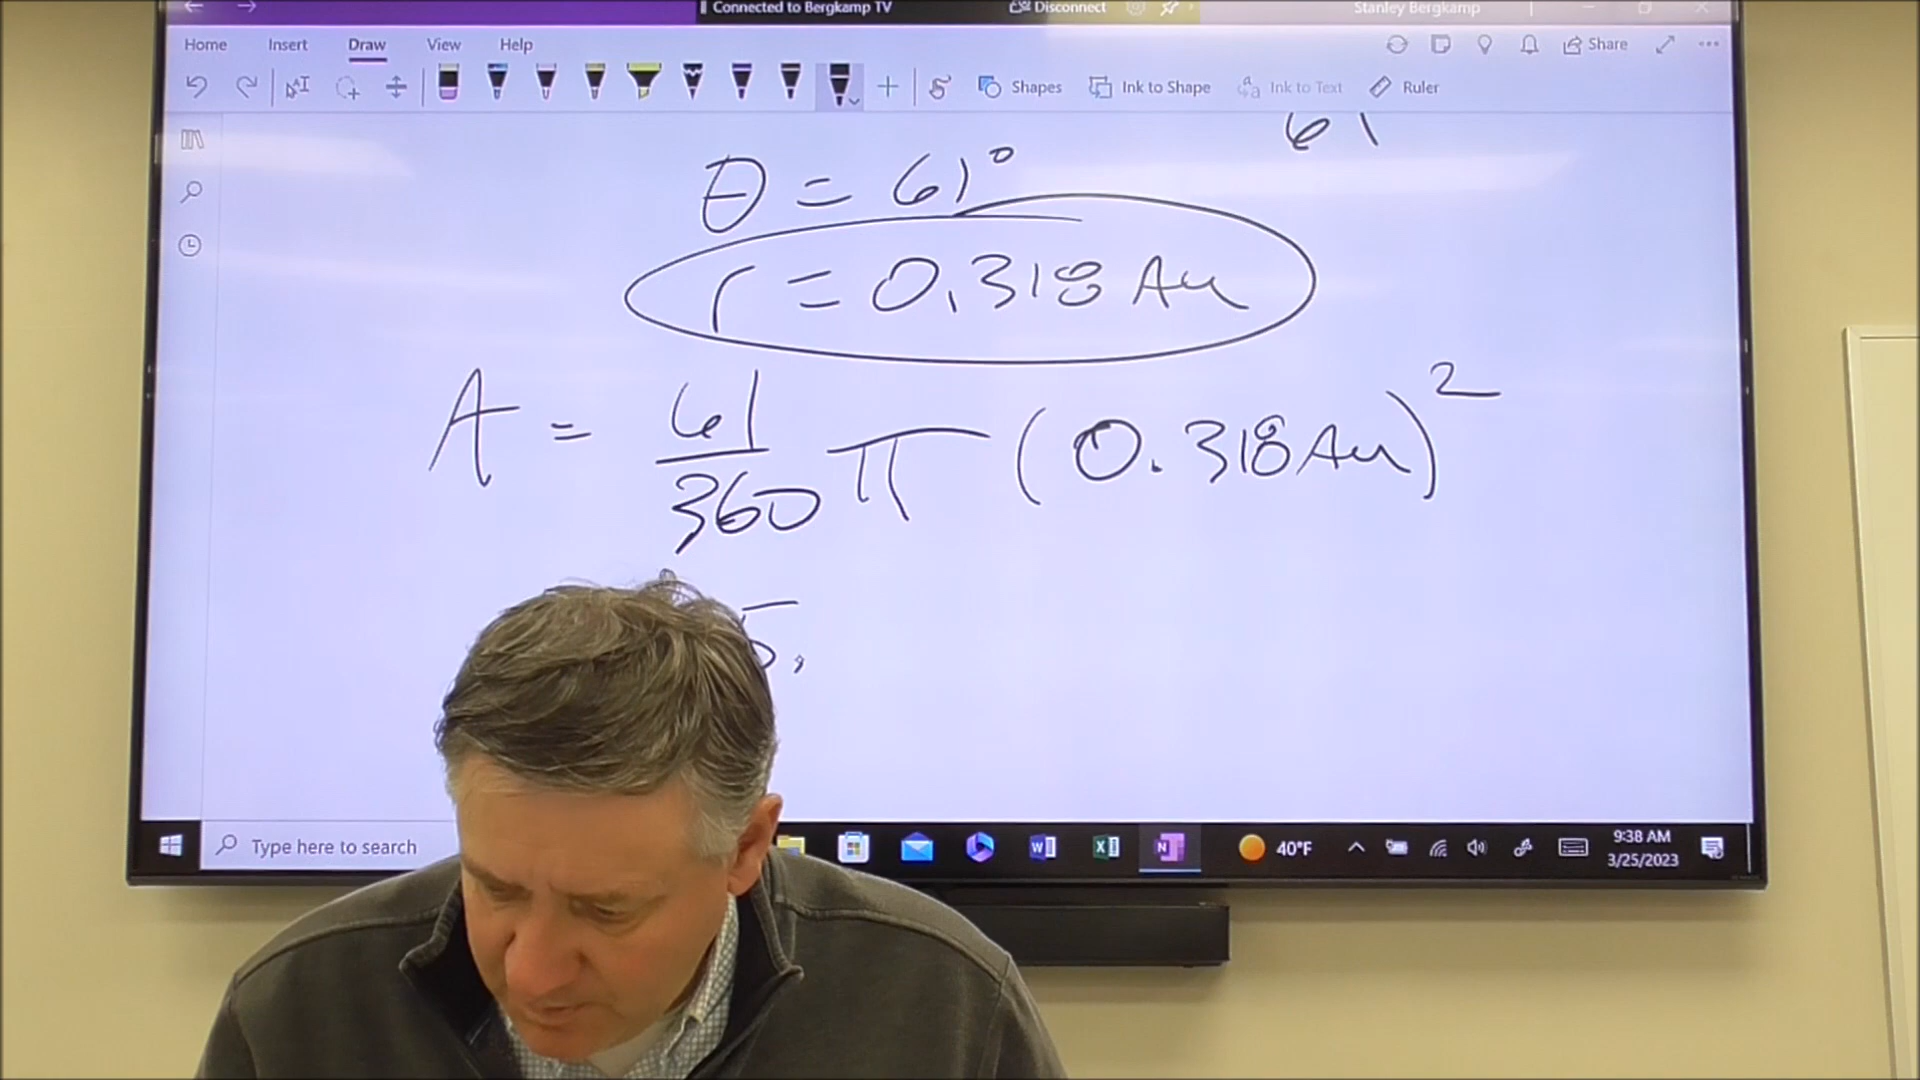 Connected to Bergkamp TV
Disconnect
Stanley Bergkamp
Home Insert Draw View Help
Share
Shapes
Ink to Shape
Ink to Text
Ruler
61
θ = 61°
r = 0.318 Au
A = 61/360 π (0.318 Au)²
5.
Type here to search
40°F
9:38 AM
3/25/2023